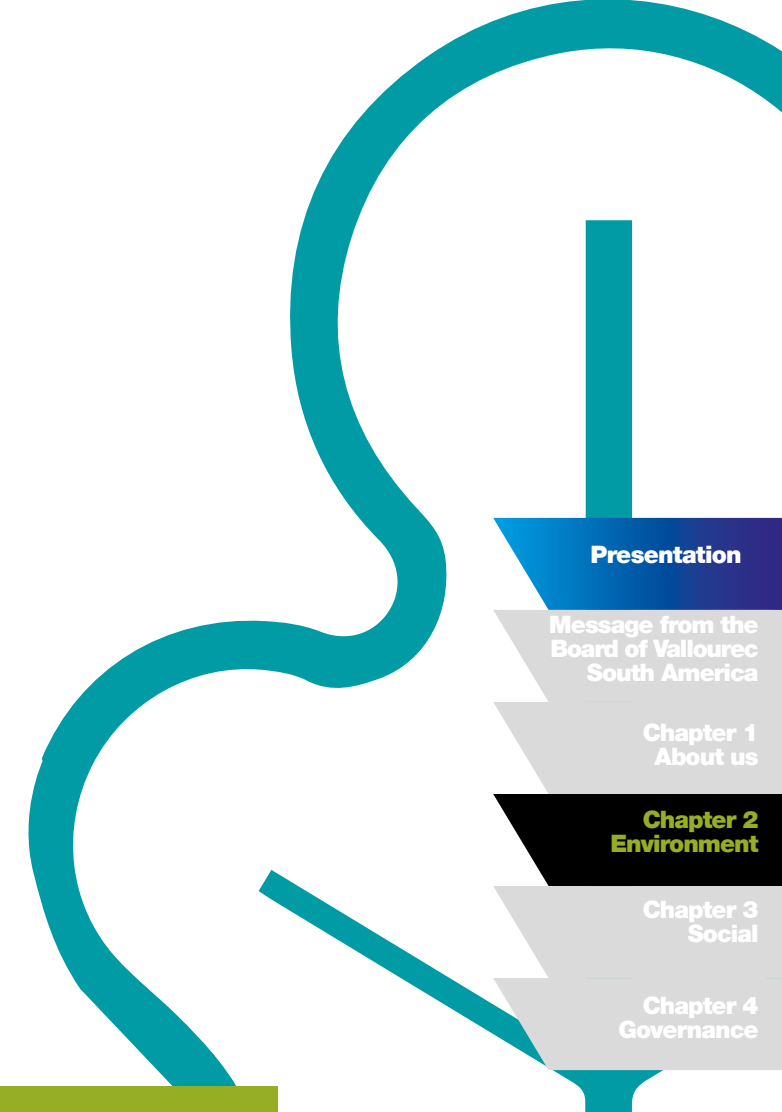 Presentation
Message from the
Board of Vallourec
South America
Chapter 1
About us
Chapter 2
Environment
Chapter 3
Social
Chapter 4
Governance